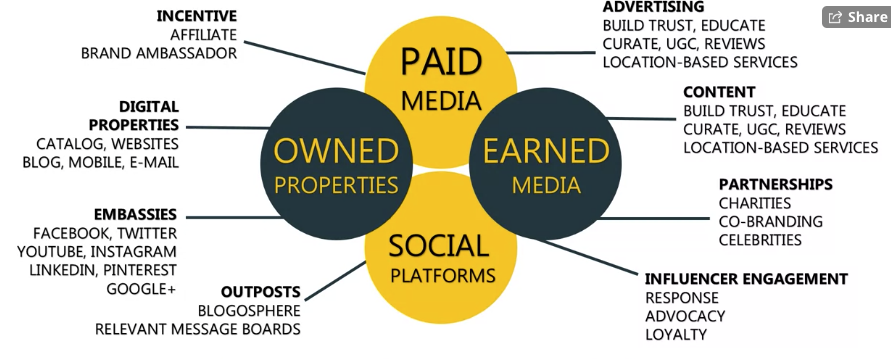 INCENTIVE
AFFILIATE
BRAND AMBASSADOR
DIGITAL
PROPERTIES
CATALOG, WEBSITES
BLOG, MOBILE, E-MAIL
EMBASSIES
FACEBOOK, TWITTER
YOUTUBE, INSTAGRAM
LINKEDIN, PINTEREST
GOOGLE+
OUTPOSTS
BLOGOSPHERE
RELEVANT MESSAGE BOARDS
PAID
MEDIA
OWNED
PROPERTIES
EARNED
MEDIA
SOCIAL
PLATFORMS
ADVERTISING
BUILD TRUST, EDUCATE
CURATE, UGC, REVIEWS
LOCATION-BASED SERVICES
Share
CONTENT
BUILD TRUST, EDUCATE
CURATE, UGC, REVIEWS
LOCATION-BASED SERVICES
PARTNERSHIPS
CHARITIES
CO-BRANDING
CELEBRITIES
INFLUENCER ENGAGEMENT
RESPONSE
ADVOCACY
LOYALTY